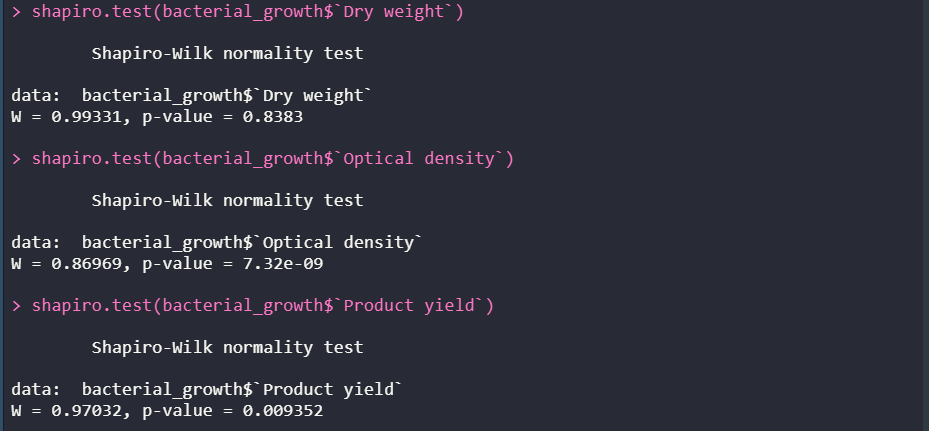 > shapiro.test(bacterial_growth$`Dry weight`)
Shapiro-Wilk normality test
data:  bacterial_growth$`Dry weight`
W = 0.99331, p-value = 0.8383
> shapiro.test(bacterial_growth$`Optical density`)
Shapiro-Wilk normality test
data:  bacterial_growth$`Optical density`
W = 0.86969, p-value = 7.32e-09
> shapiro.test(bacterial_growth$`Product yield`)
Shapiro-Wilk normality test
data:  bacterial_growth$`Product yield`
W = 0.97032, p-value = 0.009352